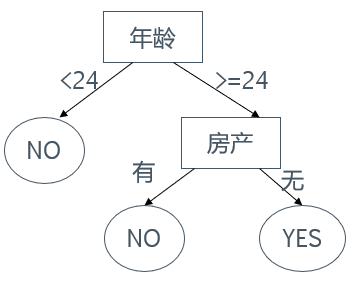 年龄
<24
>=24
NO
房产
有
无
NO
YES